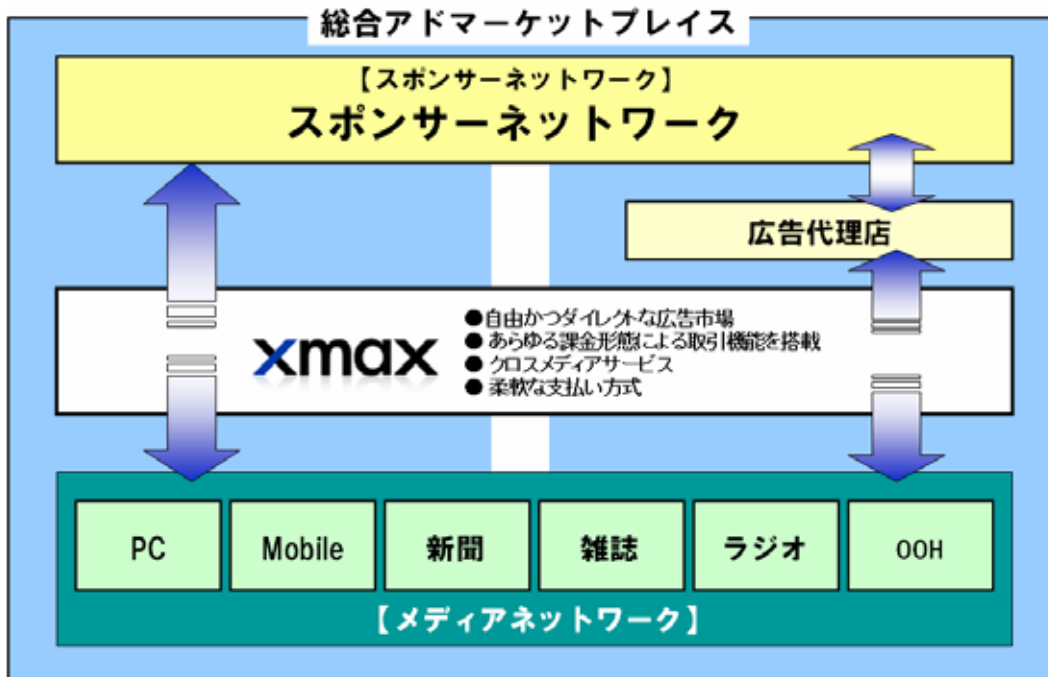 総合アドマーケットプレイス
【スポンサーネットワーク】
スポンサーネットワーク
広告代理店
xmax
●自由かつダイレクトな広告市場
●あらゆる課金形態による取引機能を搭載
●クロスメディアサービス
●柔軟な支払い方式
PC
Mobile
新聞
雑誌
ラジオ
OOH
【メディアネットワーク】